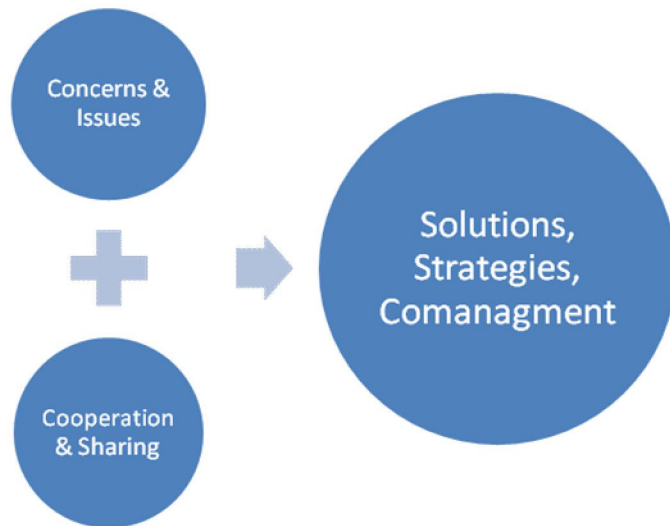 Concerns &
Issues
Cooperation
& Sharing
Solutions,
Strategies,
Comanagment